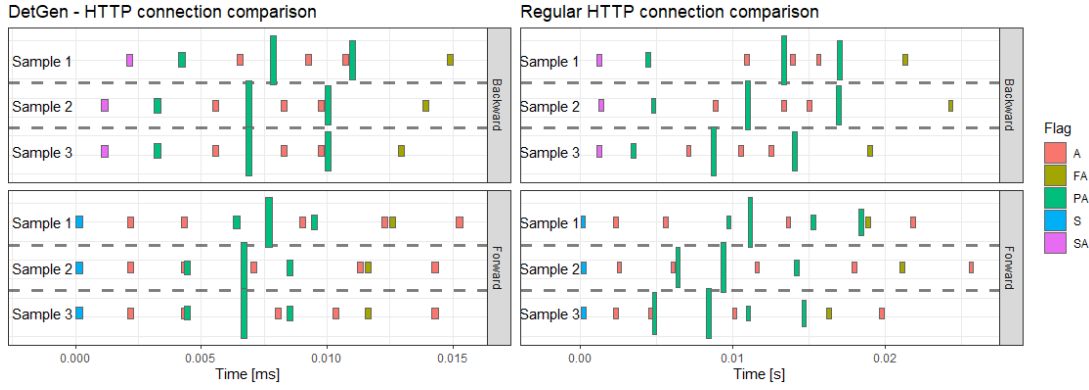 DetGen - HTTP connection comparison
Sample 1
Sample 2
Sample 3
Backward
Sample 1
Sample 2
Sample 3
Forward
0.000 0.005 0.010 0.015
Time [ms]
Regular HTTP connection comparison
Sample 1
Sample 2
Sample 3
Backward
Sample 1
Sample 2
Sample 3
Forward
0.00 0.01 0.02
Time [s]
Flag
A
FA
PA
S
SA